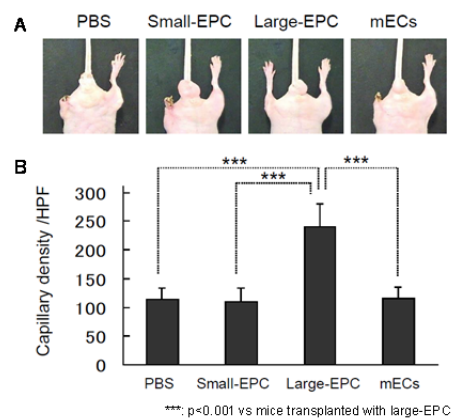 A
PBS Small-EPC Large-EPC mECs
B
*** ***
***
Capillary density /HPF
300
250
200
150
100
50
0
PBS Small-EPC Large-EPC mECs
***: p<0.001 vs mice transplanted with large-EPC